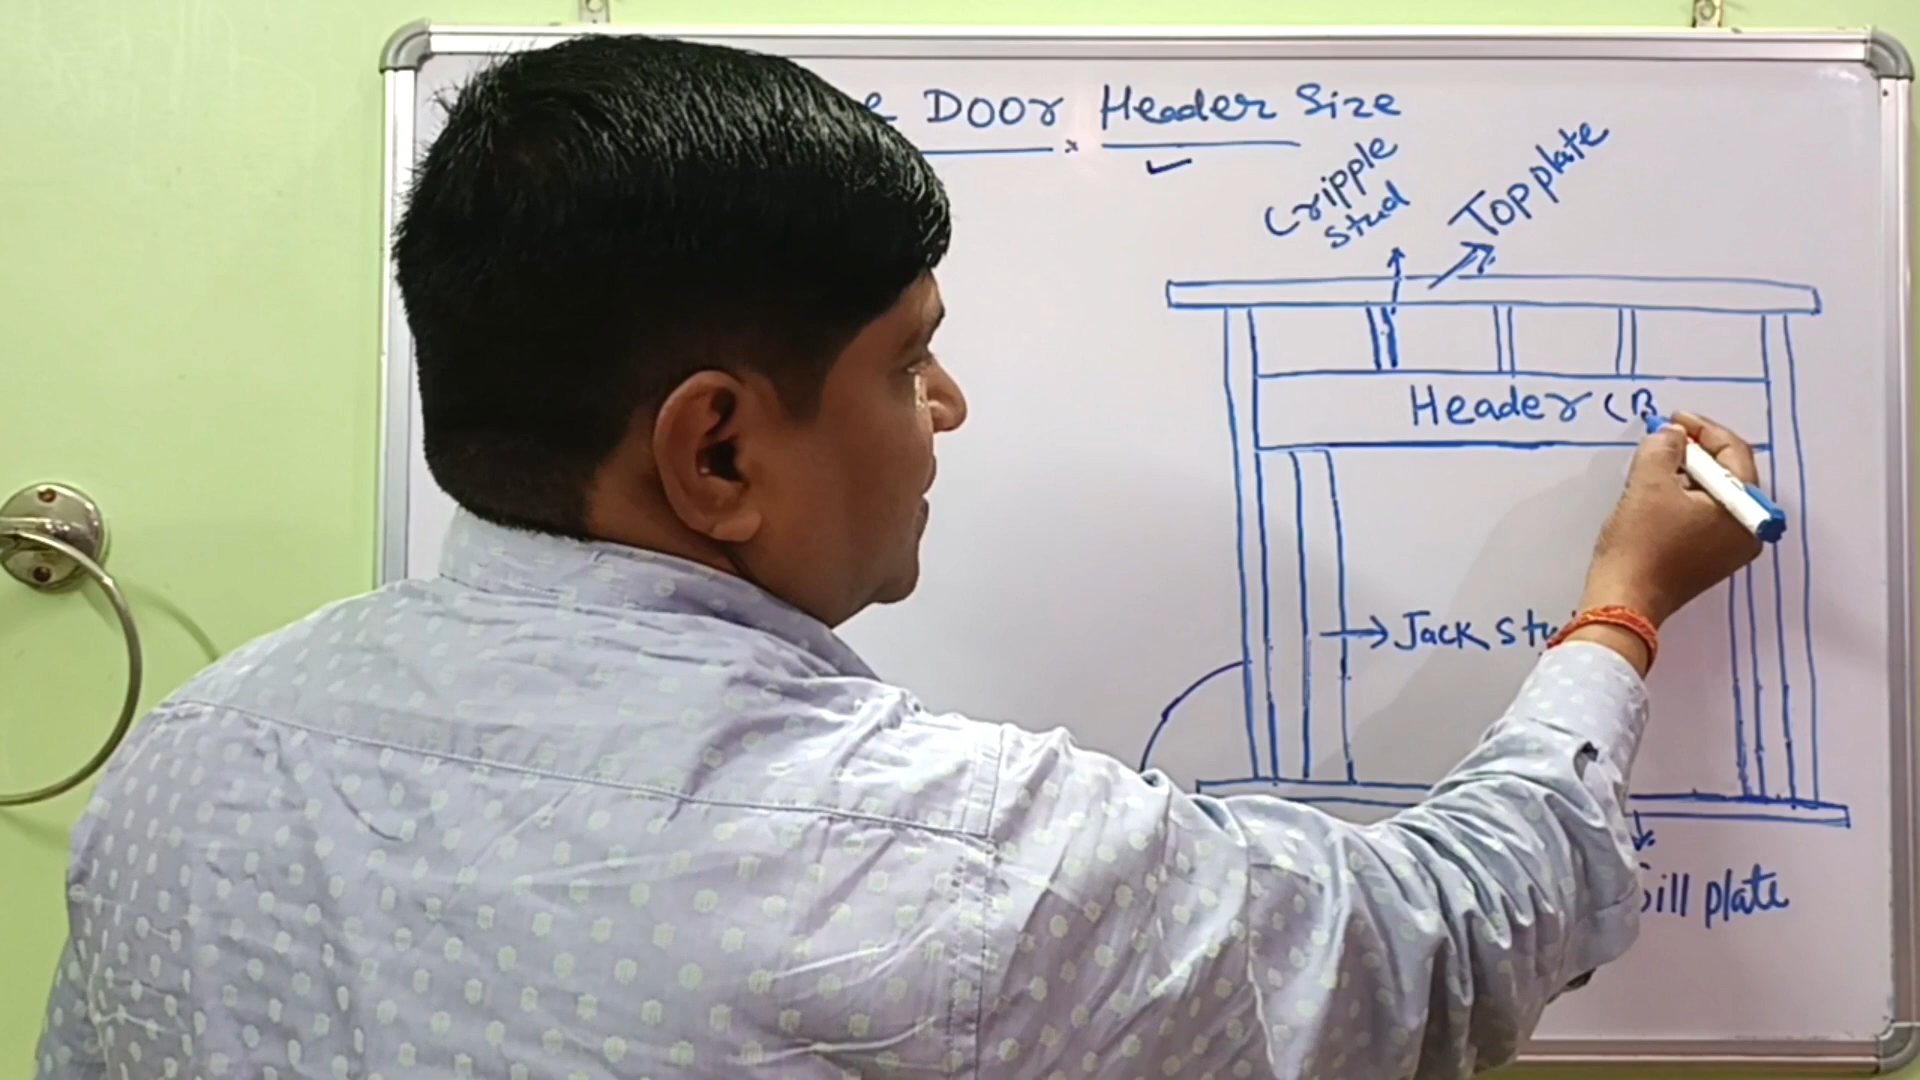 Door Header Size
Cripple
stud
Top plate
Header (B
Jack
Sill plate